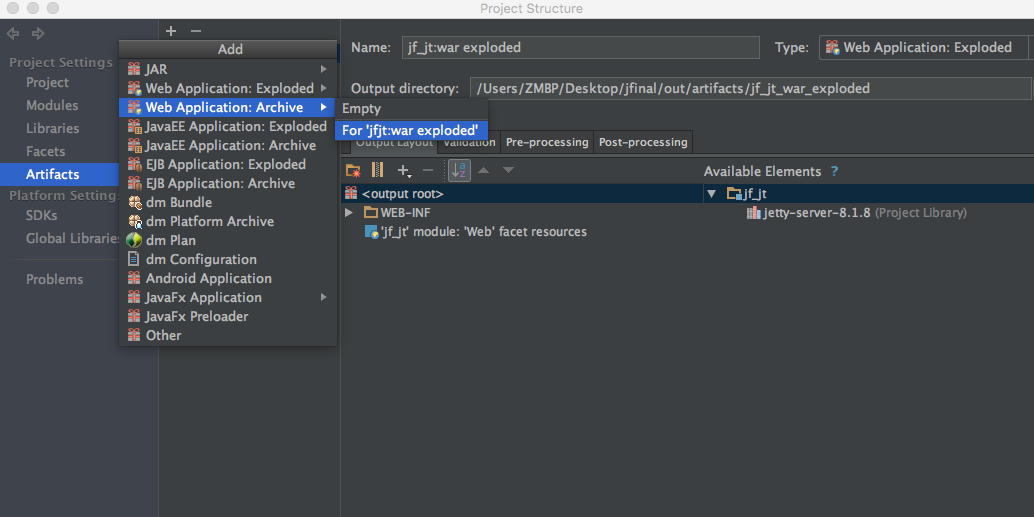 Project Structure
Project Settings
Project
Modules
Libraries
Facets
Artifacts
Platform Setting
SDKs
Global Librarie
Problems
Add
JAR
Web Application: Exploded
Web Application: Archive
JavaEE Application: Exploded
JavaEE Application: Archive
EJB Application: Exploded
EJB Application: Archive
dm Bundle
dm Platform Archive
dm Plan
dm Configuration
Android Application
JavaFx Application
JavaFx Preloader
Other
Empty
For 'jfjt:war exploded'
Name: jf_jt:war exploded Type: Web Application: Exploded
Output directory: /Users/ZMBP/Desktop/jfinal/out/artifacts/jf_jt_war_exploded
Output Layout Validation Pre-processing Post-processing
Available Elements ?
<output root>
WEB-INF
'jf_jt' module: 'Web' facet resources
jf_jt
jetty-server-8.1.8 (Project Library)